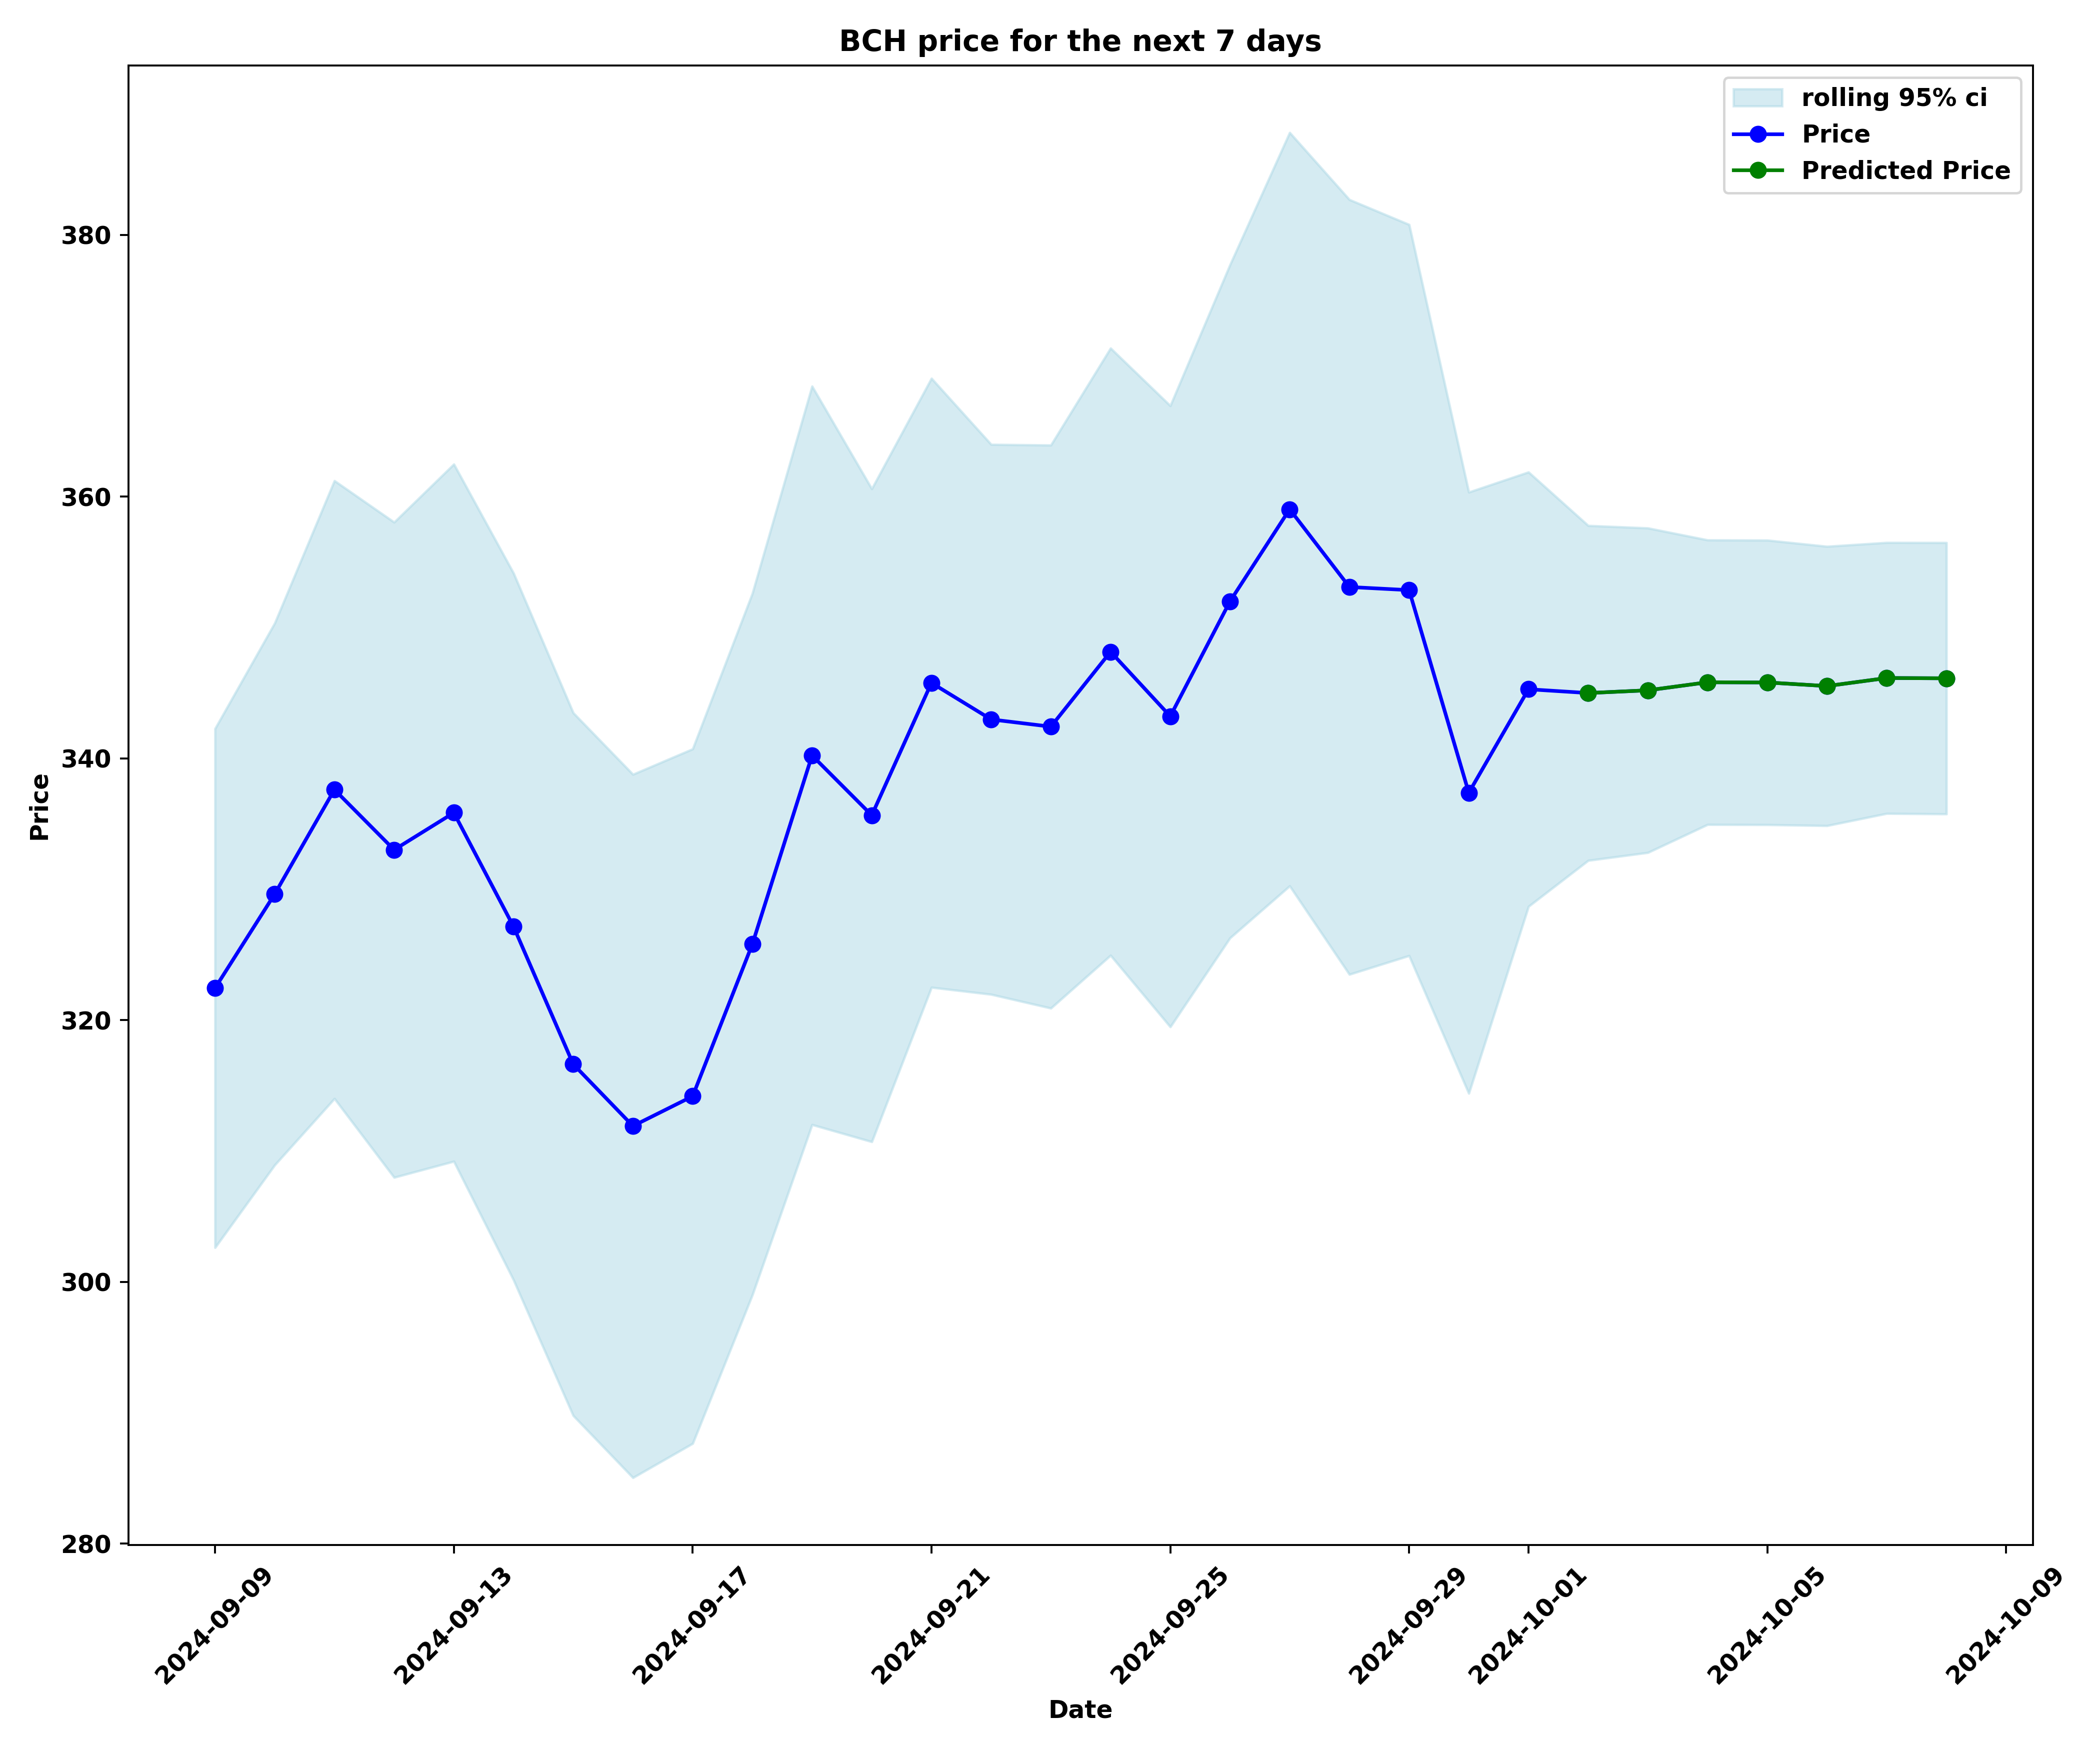 BCH price for the next 7 days
rolling 95% ci
Price
Predicted Price
380
360
340
320
300
280
Price
2024-09-09
2024-09-13
2024-09-17
2024-09-21
2024-09-25
2024-09-29
2024-10-01
2024-10-05
2024-10-09
Date